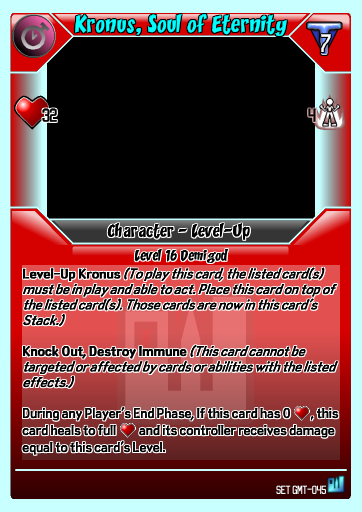 Kronus, Soul of Eternity
7
32
4
Character - Level-Up
Level 16 Demigod
Level-Up Kronus (To play this card, the listed card(s)
must be in play and able to act. Place this card on top of
the listed card(s). Those cards are now in this card's
Stack.)
Knock Out, Destroy Immune (This card cannot be
targeted or affected by cards or abilities with the listed
effects.)
During any Player's End Phase, If this card has 0 , this
card heals to full and its controller receives damage
equal to this card's Level.
SET GMT-045